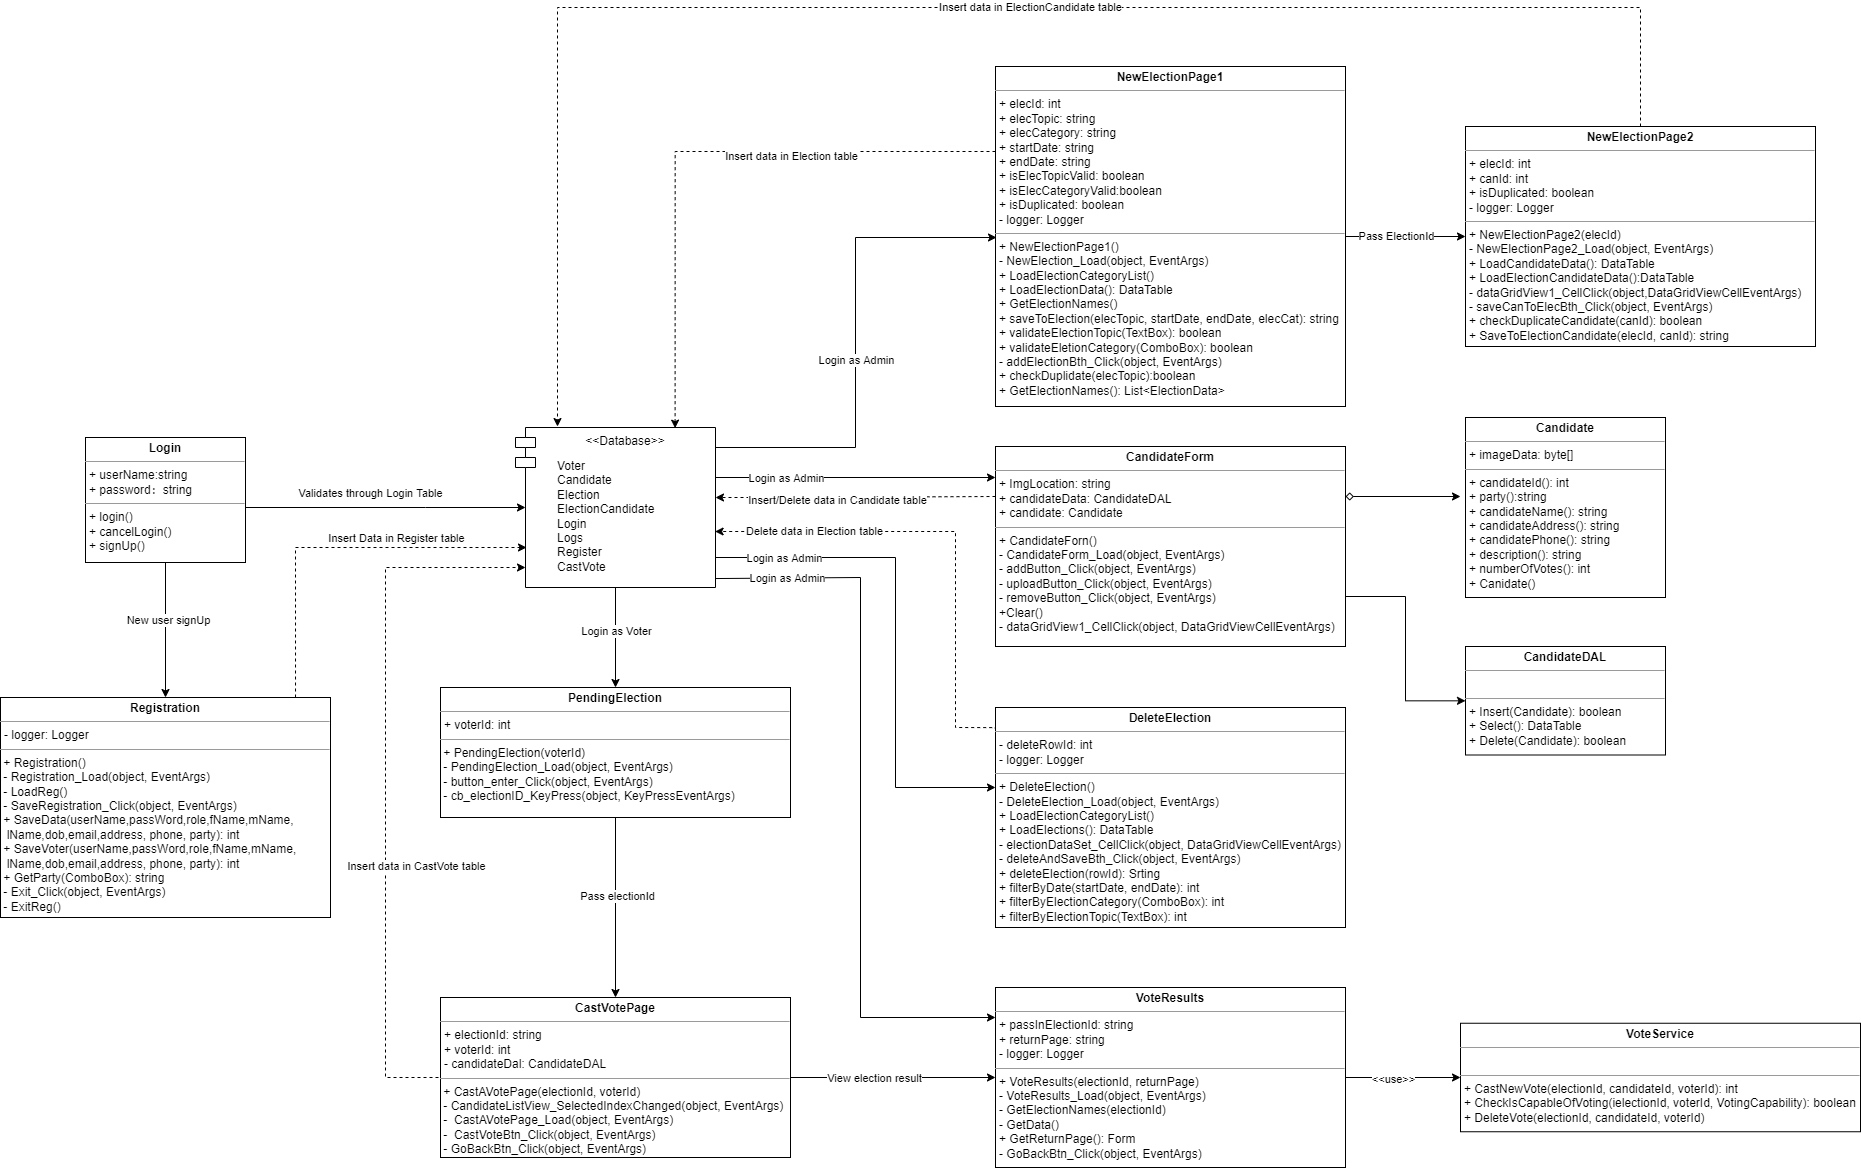 Insert data in ElectionCandidate table
NewElectionPage1
+ elecId: int
+ elecTopic: string
+ elecCategory: string
+ startDate: string
+ endDate: string
+ isElecTopicValid: boolean
+ isElecCategoryValid:boolean
+ isDuplicated: boolean
- logger: Logger
+ NewElectionPage1()
- NewElection_Load(object, EventArgs)
+ LoadElectionCategoryList()
+ LoadElectionData(): DataTable
+ GetElectionNames()
+ saveToElection(elecTopic, startDate, endDate, elecCat): string
+ validateElectionTopic(TextBox): boolean
+ validateEletionCategory(ComboBox): boolean
- addElectionBth_Click(object, EventArgs)
+ checkDuplidate(elecTopic):boolean
+ GetElectionNames(): List<ElectionData>
Insert data in Election table
Pass ElectionId
NewElectionPage2
+ elecId: int
+ canId: int
+ isDuplicated: boolean
- logger: Logger
+ NewElectionPage2(elecId)
- NewElectionPage2_Load(object, EventArgs)
+ LoadCandidateData(): DataTable
+ LoadElectionCandidateData():DataTable
- dataGridView1_CellClick(object,DataGridViewCellEventArgs)
- saveCanToElecBth_Click(object, EventArgs)
+ checkDuplicateCandidate(canId): boolean
+ SaveToElectionCandidate(elecId, canId): string
Login as Admin
Login
+ userName:string
+ password: string
+ login()
+ cancelLogin()
+ signUp()
Validates through Login Table
Insert Data in Register table
<<Database>>
Voter
Candidate
Election
ElectionCandidate
Login
Logs
Register
CastVote
Login as Admin
Insert/Delete data in Candidate table
Delete data in Election table
Login as Admin
Login as Admin
CandidateForm
+ ImgLocation: string
+ candidateData: CandidateDAL
+ candidate: Candidate
+ CandidateForn()
- CandidateForm_Load(object, EventArgs)
- addButton_Click(object, EventArgs)
- uploadButton_Click(object, EventArgs)
- removeButton_Click(object, EventArgs)
+Clear()
- dataGridView1_CellClick(object, DataGridViewCellEventArgs)
Candidate
+ imageData: byte[]
+ candidateId(): int
+ party():string
+ candidateName(): string
+ candidateAddress(): string
+ candidatePhone(): string
+ description(): string
+ numberOfVotes(): int
+ Canidate()
CandidateDAL
+ Insert(Candidate): boolean
+ Select(): DataTable
+ Delete(Candidate): boolean
New user signUp
Login as Voter
Registration
- logger: Logger
+ Registration()
- Registration_Load(object, EventArgs)
- LoadReg()
- SaveRegistration_Click(object, EventArgs)
+ SaveData(userName,passWord,role,fName,mName,
lName,dob,email,address, phone, party): int
+ SaveVoter(userName,passWord,role,fName,mName,
lName,dob,email,address, phone, party): int
+ GetParty(ComboBox): string
- Exit_Click(object, EventArgs)
- ExitReg()
PendingElection
+ voterId: int
+ PendingElection(voterId)
- PendingElection_Load(object, EventArgs)
- button_enter_Click(object, EventArgs)
- cb_electionID_KeyPress(object, KeyPressEventArgs)
DeleteElection
- deleteRowId: int
- logger: Logger
+ DeleteElection()
- DeleteElection_Load(object, EventArgs)
+ LoadElectionCategoryList()
+ LoadElections(): DataTable
- electionDataSet_CellClick(object, DataGridViewCellEventArgs)
- deleteAndSaveBth_Click(object, EventArgs)
+ deleteElection(rowId): Srting
+ filterByDate(startDate, endDate): int
+ filterByElectionCategory(ComboBox): int
+ filterByElectionTopic(TextBox): int
Insert data in CastVote table
Pass electionId
CastVotePage
+ electionId: string
+ voterId: int
- candidateDal: CandidateDAL
+ CastAVotePage(electionId, voterId)
- CandidateListView_SelectedIndexChanged(object, EventArgs)
- CastAVotePage_Load(object, EventArgs)
- CastVoteBtn_Click(object, EventArgs)
- GoBackBtn_Click(object, EventArgs)
View election result
VoteResults
+ passInElectionId: string
+ returnPage: string
- logger: Logger
+ VoteResults(electionId, returnPage)
- VoteResults_Load(object, EventArgs)
- GetElectionNames(electionId)
- GetData()
+ GetReturnPage(): Form
- GoBackBtn_Click(object, EventArgs)
<<use>>
VoteService
+ CastNewVote(electionId, candidateId, voterId): int
+ CheckIsCapableOfVoting(ielectionId, voterId, VotingCapability): boolean
+ DeleteVote(electionId, candidateId, voterId)